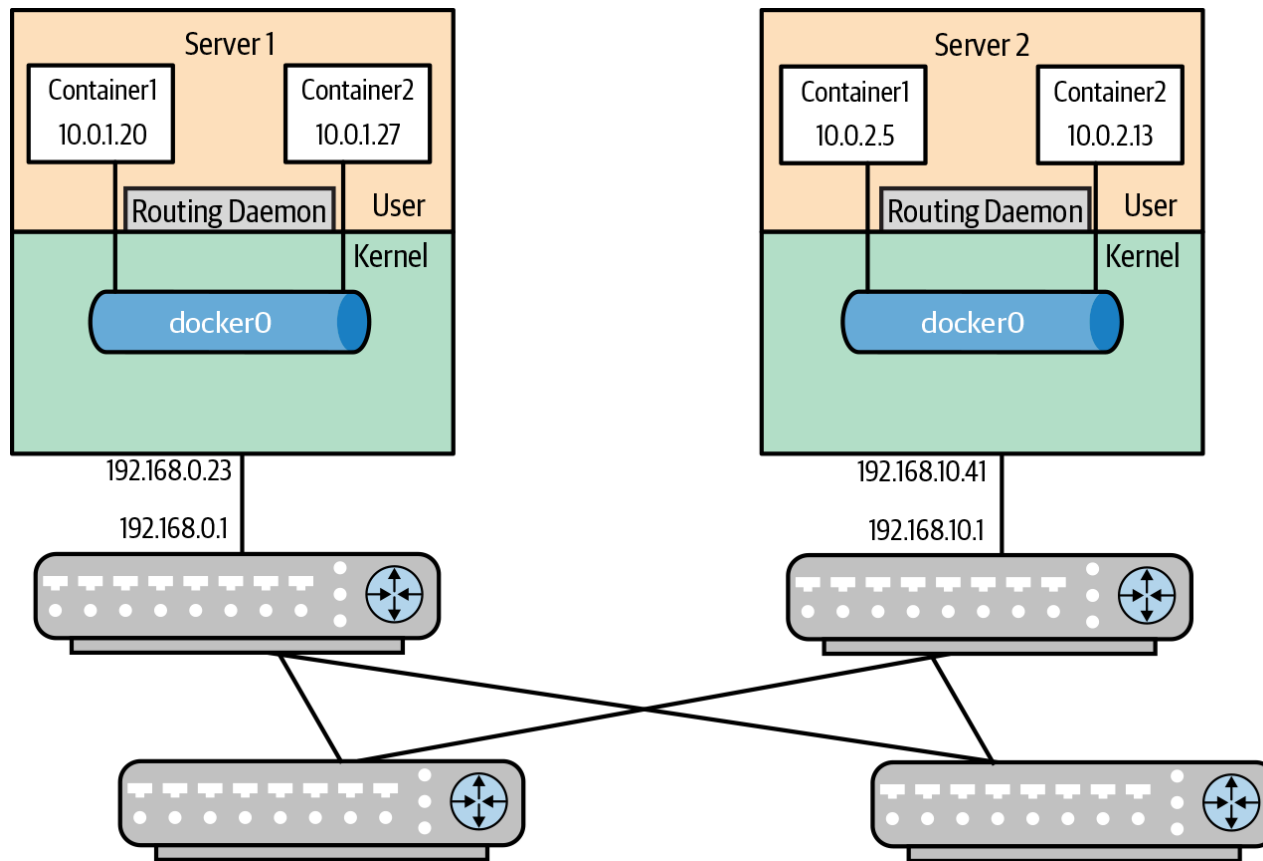 Server 1
Container1
10.0.1.20
Container2
10.0.1.27
Routing Daemon
User
Kernel
docker0
192.168.0.23
192.168.0.1
Server 2
Container1
10.0.2.5
Container2
10.0.2.13
Routing Daemon
User
Kernel
docker0
192.168.10.41
192.168.10.1